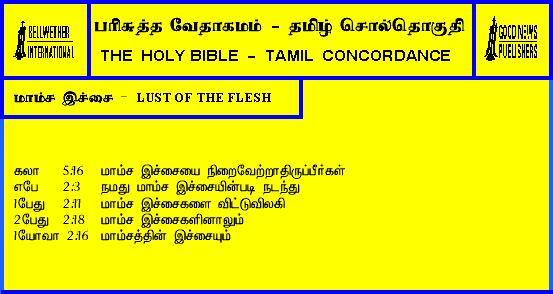 BELLWETHER
INTERNATIONAL
பரிசுத்த வேதாகமம் - தமிழ் சொல்தொகுதி
THE HOLY BIBLE - TAMIL CONCORDANCE
GOOD NEWS
PUBLISHERS
மாம்ச இச்சை - LUST OF THE FLESH
கலா 5:16 மாம்ச இச்சையை நிறைவேற்றாதிருப்பீர்கள்
எபே 2:3 நமது மாம்ச இச்சையின்படி நடந்து
1பேது 2:11 மாம்ச இச்சைகளை விட்டுவிலகி
2பேது 2:18 மாம்ச இச்சைகளினாலும்
1யோவா 2:16 மாம்சத்தின் இச்சையும்